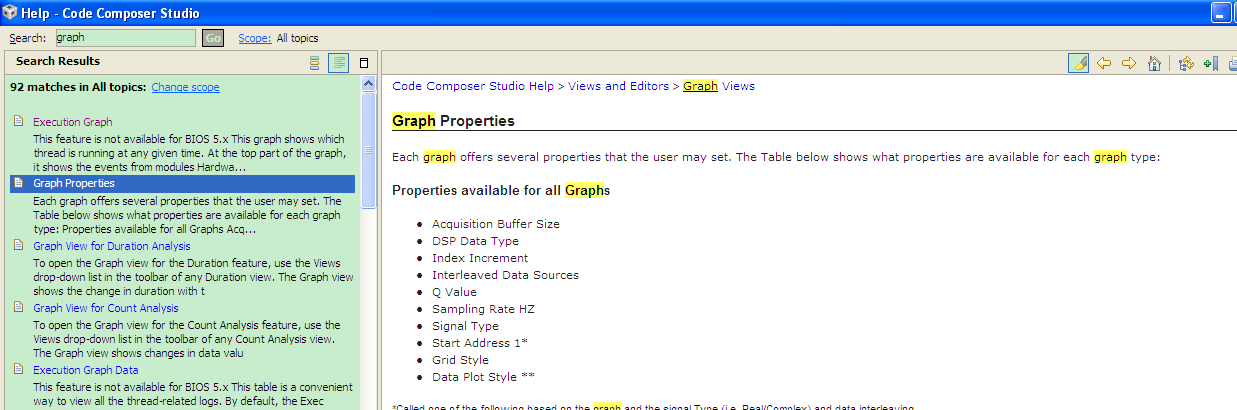 Help - Code Composer Studio
Search: graph Go Scope: All topics
Search Results
92 matches in All topics: Change scope
Execution Graph
This feature is not available for BIOS 5.x This graph shows which
thread is running at any given time. At the top part of the graph,
it shows the events from modules Hardwa...
Graph Properties
Each graph offers several properties that the user may set. The
Table below shows what properties are available for each graph
type: Properties available for all Graphs Acq...
Graph View for Duration Analysis
To open the Graph view for the Duration feature, use the Views
drop-down list in the toolbar of any Duration view. The Graph view
shows the change in duration with t
Graph View for Count Analysis
To open the Graph view for the Count Analysis feature, use the
Views drop-down list in the toolbar of any Count Analysis view.
The Graph view shows changes in data valu
Execution Graph Data
This feature is not available for BIOS 5.x This table is a convenient
way to view all the thread-related logs. By default, the Exec
Code Composer Studio Help > Views and Editors > Graph Views
Graph Properties
Each graph offers several properties that the user may set. The Table below shows what properties are available for each graph type:
Properties available for all Graphs
Acquisition Buffer Size
DSP Data Type
Index Increment
Interleaved Data Sources
Q Value
Sampling Rate HZ
Signal Type
Start Address 1*
Grid Style
Data Plot Style **
*Called one of the following based on the graph and the signal Type (i.e. Real/Complex) and data interleaving